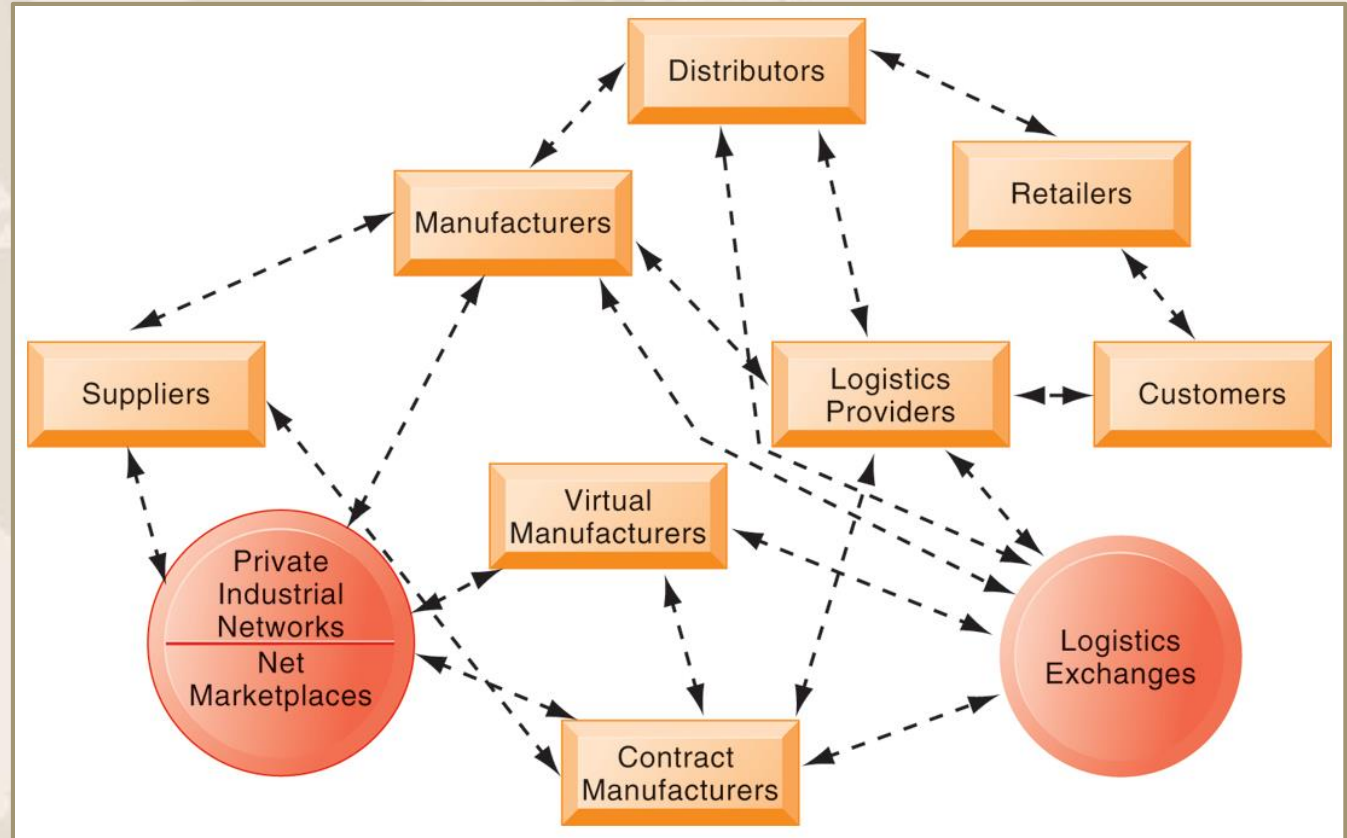 Distributors
Manufacturers
Retailers
Suppliers
Logistics
Providers
Customers
Virtual
Manufacturers
Private
Industrial
Networks
Net
Marketplaces
Logistics
Exchanges
Contract
Manufacturers